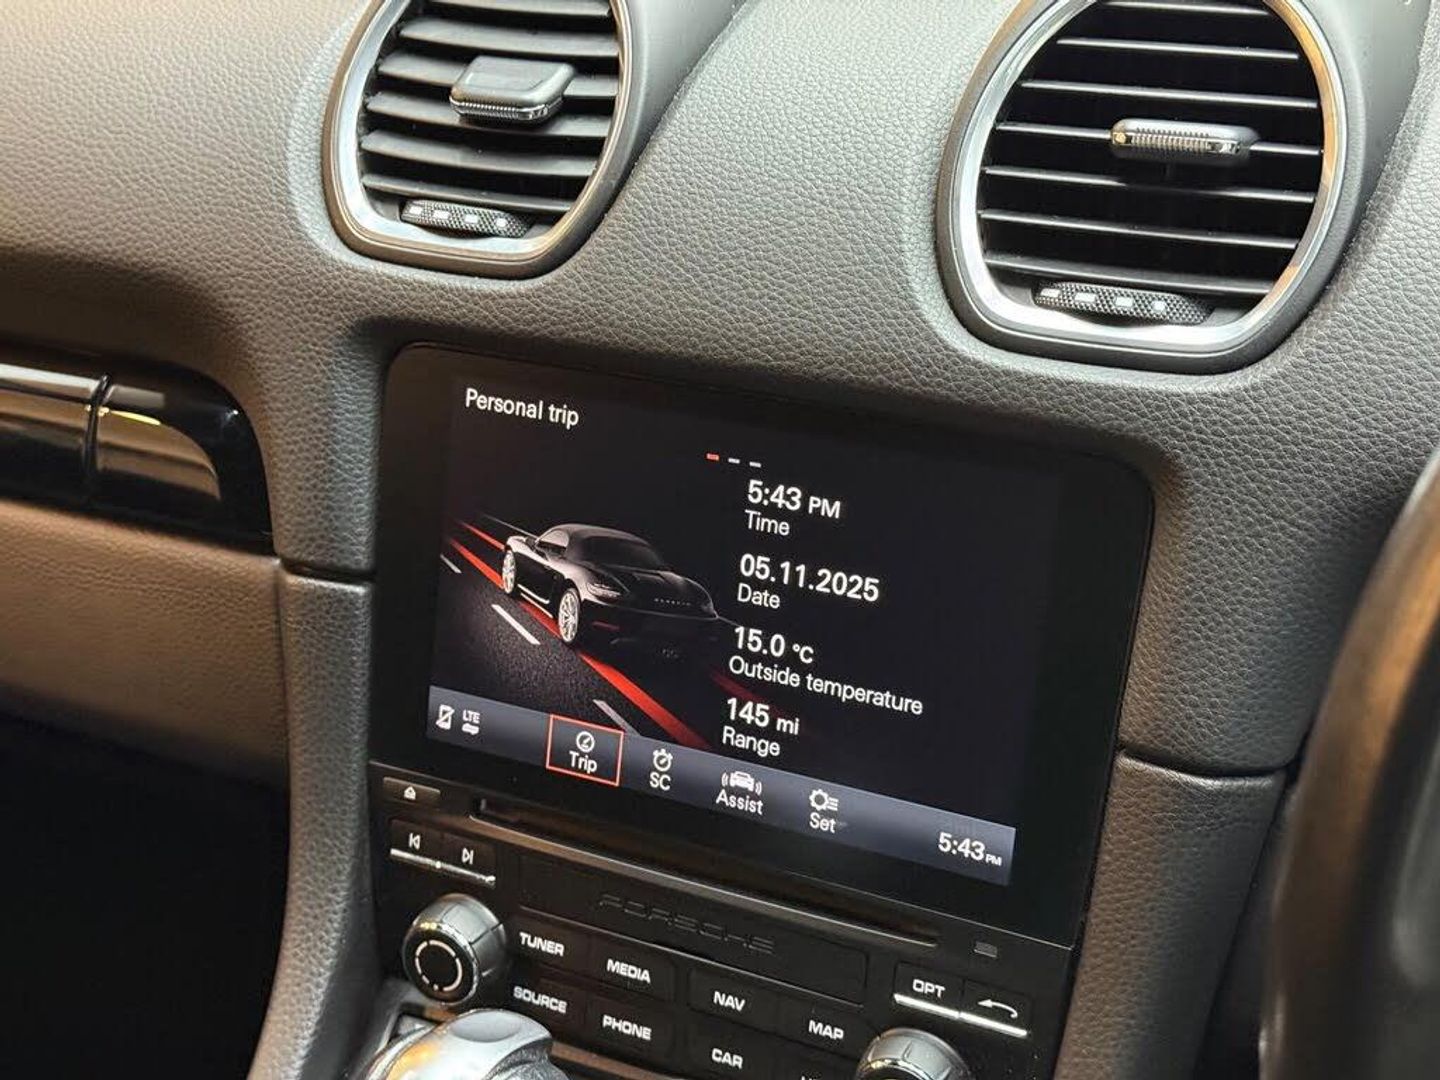 Personal trip
5:43 PM
Time
05.11.2025
Date
15.0 °C
Outside temperature
145 mi
Range
LTE
Trip
SC
Assist
Set
5:43 PM
PORSCHE
TUNER
MEDIA
NAV
MAP
OPT
SOURCE
PHONE
CAR